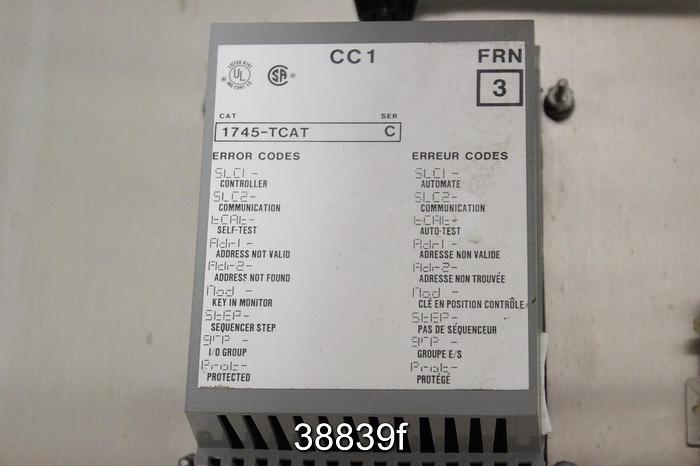 CC1 FRN
3
UL SA ®
CAT SER
1745-TCAT C
ERROR CODES ERREUR CODES
SLC1 - SLC1 -
CONTROLLER AUTOMATE
SLC2- SLC2-
COMMUNICATION COMMUNICATION
tCAt- tCAt-
SELF-TEST AUTO-TEST
Adr1 - Adr1 -
ADDRESS NOT VALID ADRESSE NON VALIDE
Adr2- Adr2-
ADDRESS NOT FOUND ADRESSE NON TROUVÉE
Mod - Mod -
KEY IN MONITOR CLÉ EN POSITION CONTRÔLE
StEP- StEP-
SEQUENCER STEP PAS DE SÉQUENCEUR
grP - grP -
I/O GROUP GROUPE E/S
Prot- Prot-
PROTECTED PROTÉGÉ
38839f